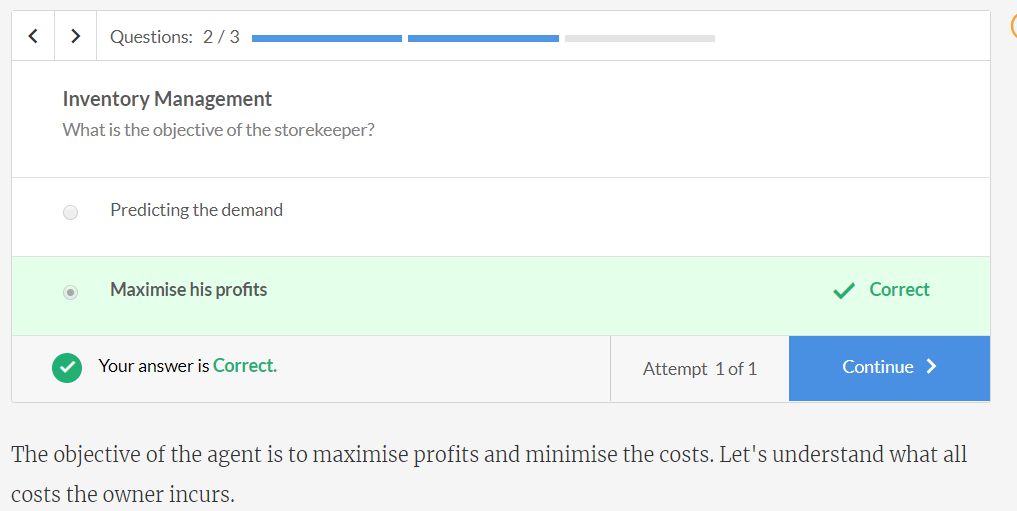 Questions: 2 / 3
Inventory Management
What is the objective of the storekeeper?
Predicting the demand
Maximise his profits Correct
Your answer is Correct. Attempt 1 of 1 Continue
The objective of the agent is to maximise profits and minimise the costs. Let's understand what all
costs the owner incurs.